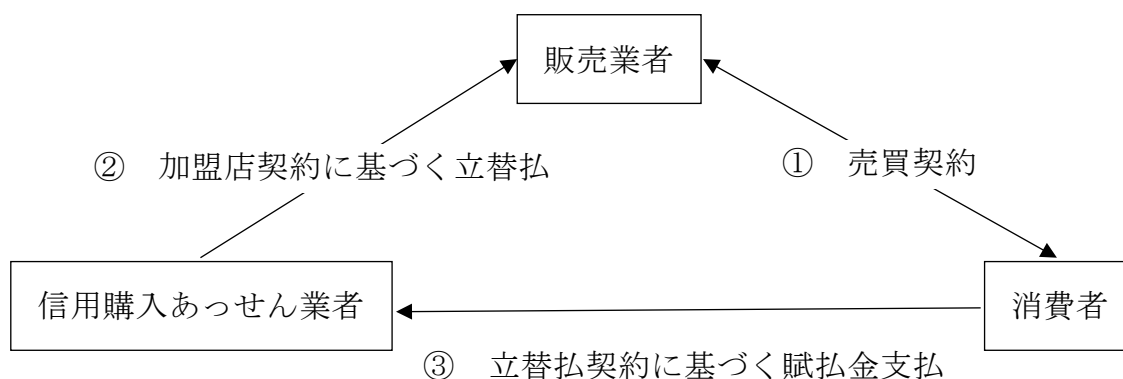 販売業者
② 加盟店契約に基づく立替払
① 売買契約
信用購入あっせん業者
消費者
③ 立替払契約に基づく賦払金支払